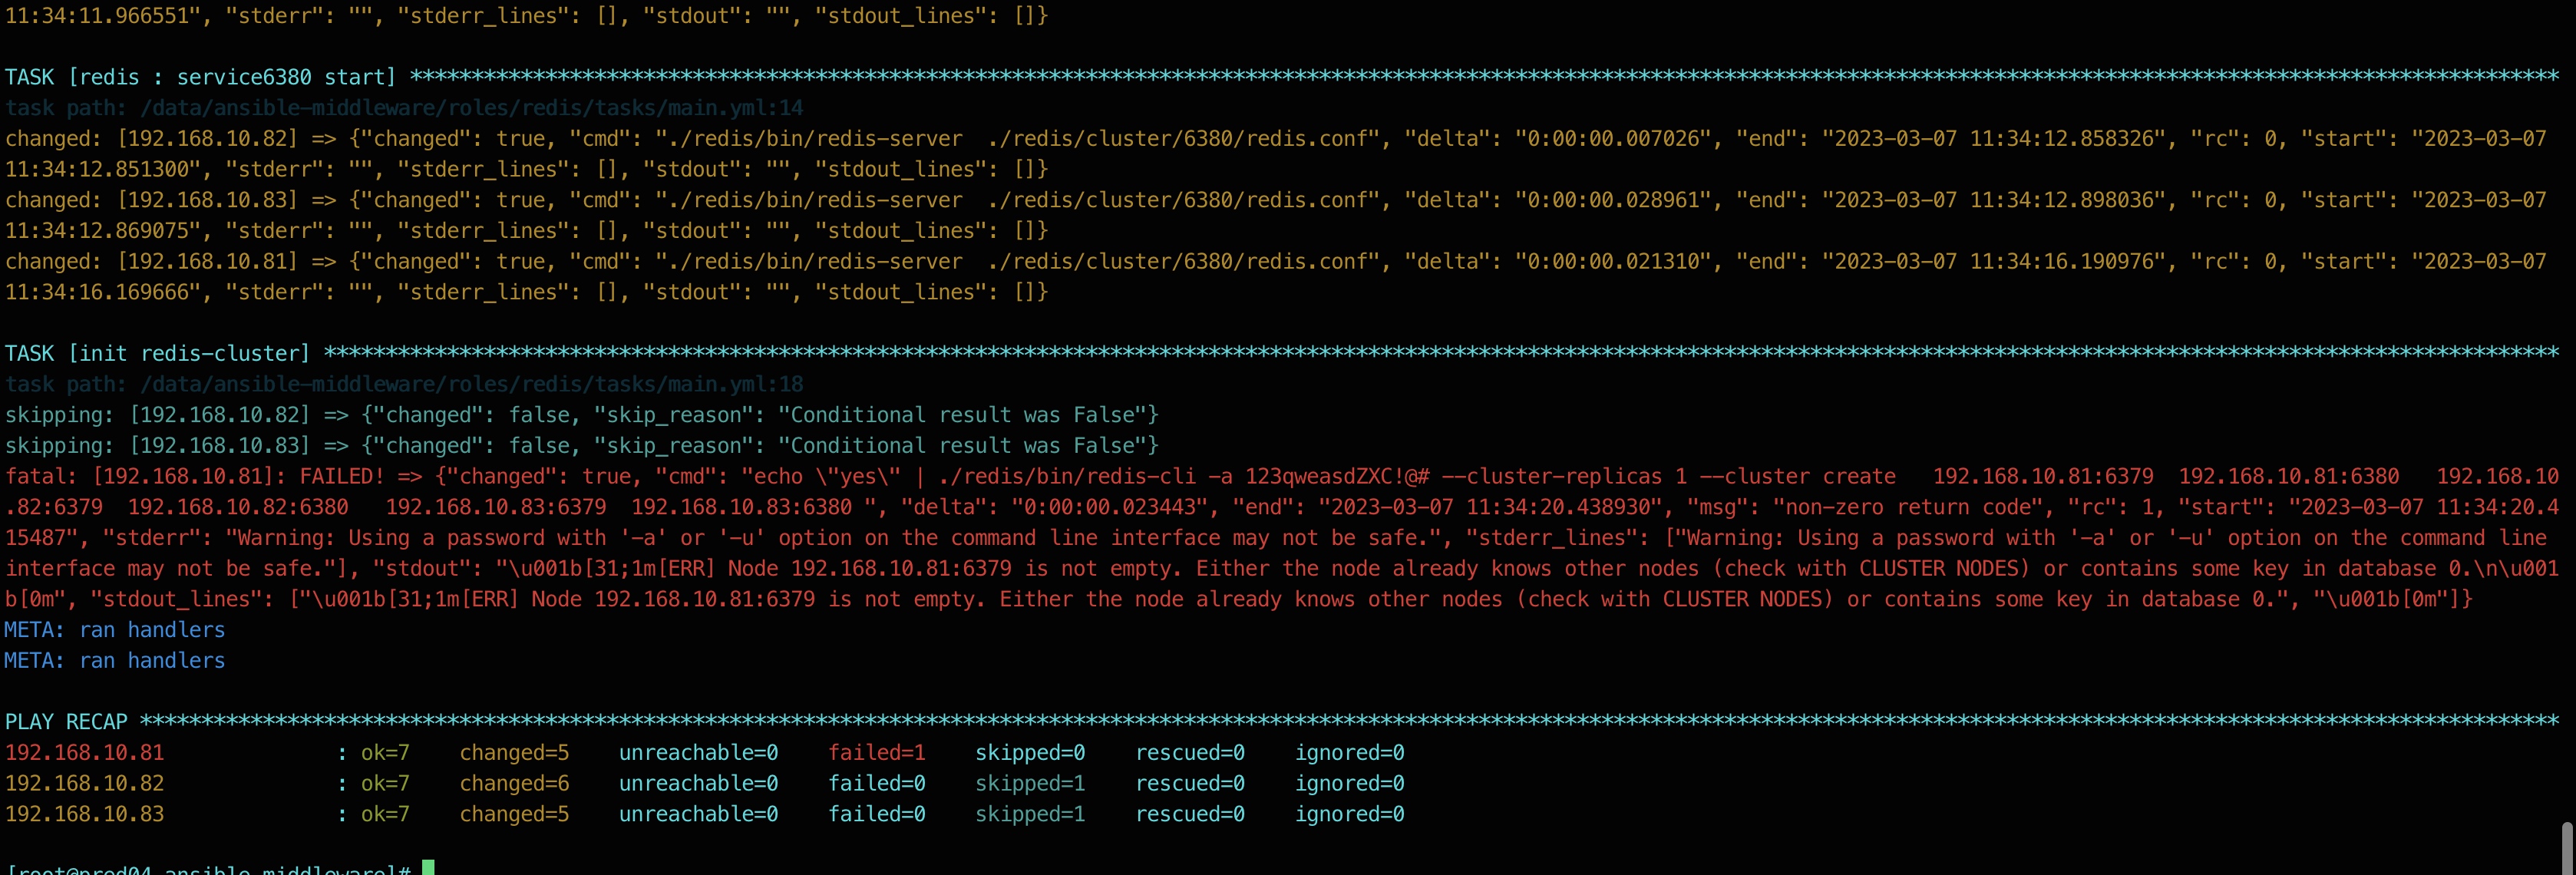 11:34:11.966551", "stderr": "", "stderr_lines": [], "stdout": "", "stdout_lines": []}
TASK [redis : service6380 start] ******************************************************************************************************************************************************************************
task path: /data/ansible-middleware/roles/redis/tasks/main.yml:14
changed: [192.168.10.82] => {"changed": true, "cmd": "./redis/bin/redis-server  ./redis/cluster/6380/redis.conf", "delta": "0:00:00.007026", "end": "2023-03-07 11:34:12.858326", "rc": 0, "start": "2023-03-07
11:34:12.851300", "stderr": "", "stderr_lines": [], "stdout": "", "stdout_lines": []}
changed: [192.168.10.83] => {"changed": true, "cmd": "./redis/bin/redis-server  ./redis/cluster/6380/redis.conf", "delta": "0:00:00.028961", "end": "2023-03-07 11:34:12.898036", "rc": 0, "start": "2023-03-07
11:34:12.869075", "stderr": "", "stderr_lines": [], "stdout": "", "stdout_lines": []}
changed: [192.168.10.81] => {"changed": true, "cmd": "./redis/bin/redis-server  ./redis/cluster/6380/redis.conf", "delta": "0:00:00.021310", "end": "2023-03-07 11:34:16.190976", "rc": 0, "start": "2023-03-07
11:34:16.169666", "stderr": "", "stderr_lines": [], "stdout": "", "stdout_lines": []}
TASK [init redis-cluster] *************************************************************************************************************************************************************************************
task path: /data/ansible-middleware/roles/redis/tasks/main.yml:18
skipping: [192.168.10.82] => {"changed": false, "skip_reason": "Conditional result was False"}
skipping: [192.168.10.83] => {"changed": false, "skip_reason": "Conditional result was False"}
fatal: [192.168.10.81]: FAILED! => {"changed": true, "cmd": "echo \"yes\" | ./redis/bin/redis-cli -a 123qweasdZXC!@# --cluster-replicas 1 --cluster create   192.168.10.81:6379  192.168.10.81:6380   192.168.10
.82:6379  192.168.10.82:6380   192.168.10.83:6379  192.168.10.83:6380 ", "delta": "0:00:00.023443", "end": "2023-03-07 11:34:20.438930", "msg": "non-zero return code", "rc": 1, "start": "2023-03-07 11:34:20.4
15487", "stderr": "Warning: Using a password with '-a' or '-u' option on the command line interface may not be safe.", "stderr_lines": ["Warning: Using a password with '-a' or '-u' option on the command line
interface may not be safe."], "stdout": "\u001b[31;1m[ERR] Node 192.168.10.81:6379 is not empty. Either the node already knows other nodes (check with CLUSTER NODES) or contains some key in database 0.\n\u001
b[0m", "stdout_lines": ["\u001b[31;1m[ERR] Node 192.168.10.81:6379 is not empty. Either the node already knows other nodes (check with CLUSTER NODES) or contains some key in database 0.", "\u001b[0m"]}
META: ran handlers
META: ran handlers
PLAY RECAP ****************************************************************************************************************************************************************************************************
192.168.10.81              : ok=7    changed=5    unreachable=0    failed=1    skipped=0    rescued=0    ignored=0
192.168.10.82              : ok=7    changed=6    unreachable=0    failed=0    skipped=1    rescued=0    ignored=0
192.168.10.83              : ok=7    changed=5    unreachable=0    failed=0    skipped=1    rescued=0    ignored=0
[root@prod04 ansible-middleware]#